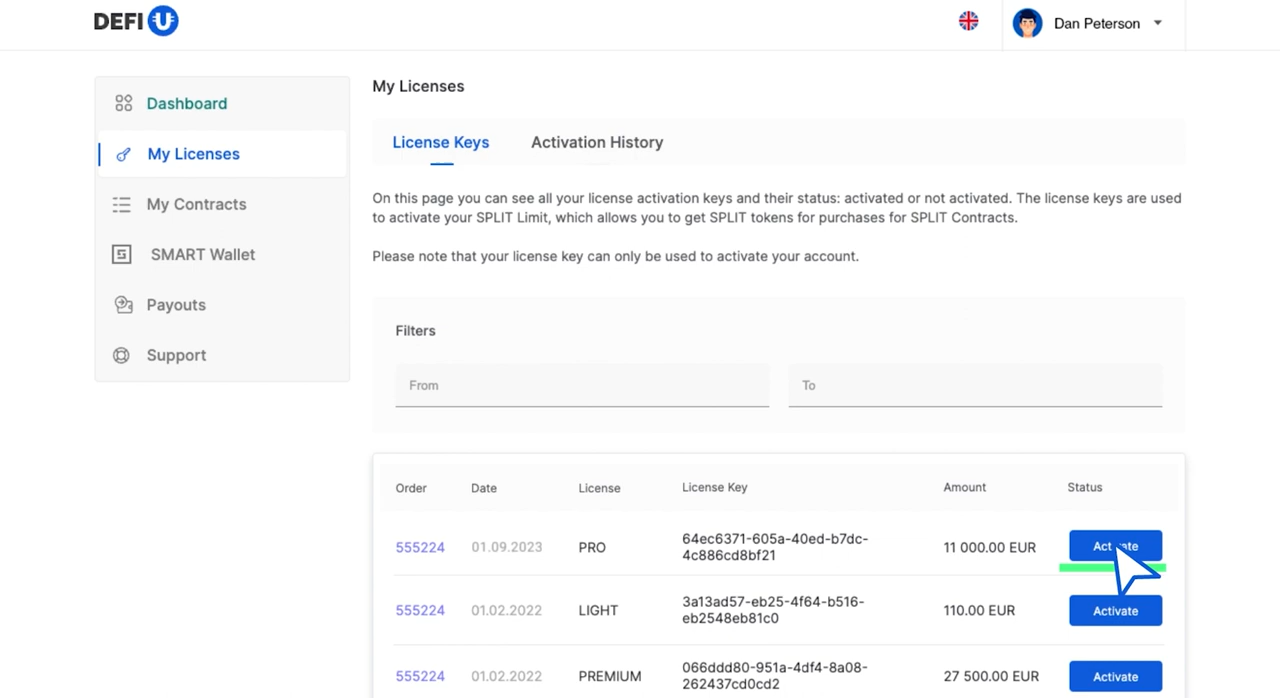 DEFI U
Dan Peterson
Dashboard
My Licenses
My Contracts
SMART Wallet
Payouts
Support
My Licenses
License Keys Activation History
On this page you can see all your license activation keys and their status: activated or not activated. The license keys are used
to activate your SPLIT Limit, which allows you to get SPLIT tokens for purchases for SPLIT Contracts.
Please note that your license key can only be used to activate your account.
Filters
From To
Order Date License License Key Amount Status
555224 01.09.2023 PRO 64ec6371-605a-40ed-b7dc-
4c886cd8bf21 11 000.00 EUR Activate
555224 01.02.2022 LIGHT 3a13ad57-eb25-4f64-b516-
eb2548eb81c0 110.00 EUR Activate
555224 01.02.2022 PREMIUM 066ddd80-951a-4df4-8a08-
262437cd0cd2 27 500.00 EUR Activate